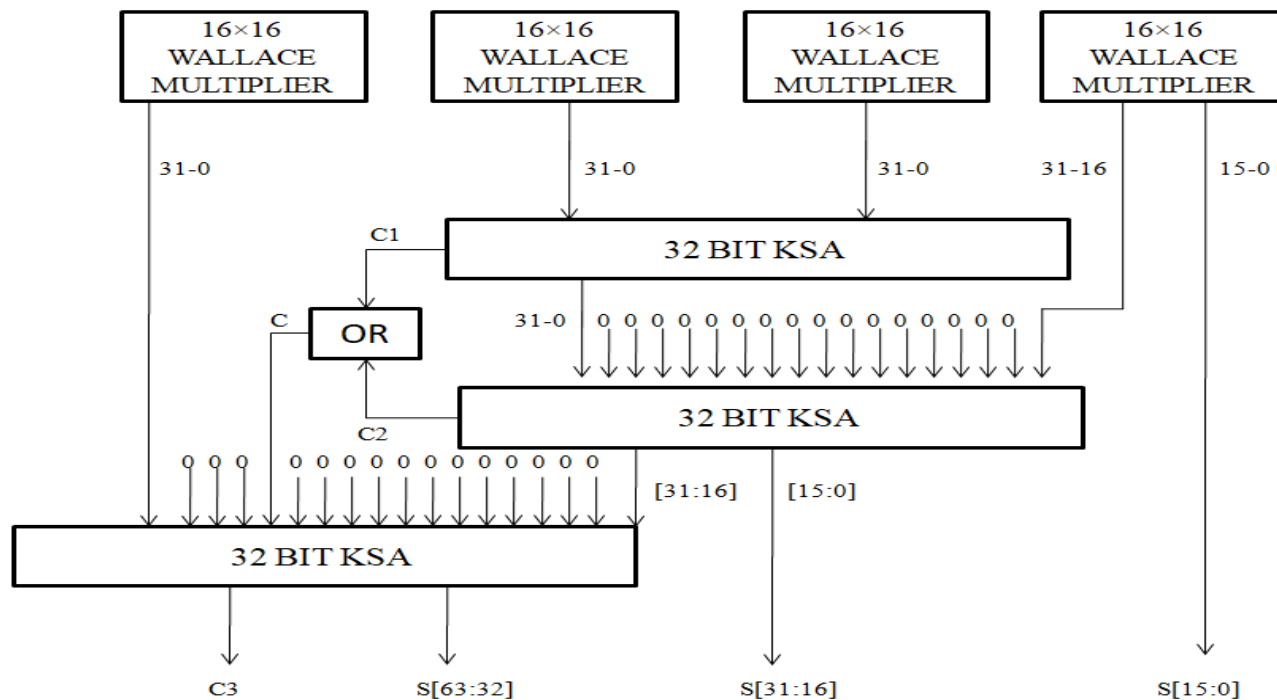 16×16 WALLACE MULTIPLIER
16×16 WALLACE MULTIPLIER
16×16 WALLACE MULTIPLIER
16×16 WALLACE MULTIPLIER
31-0
31-0
31-0
31-16
15-0
C1
32 BIT KSA
C
OR
31-0
0 0 0 0 0 0 0 0 0 0 0 0 0 0 0 0
C2
32 BIT KSA
0 0 0
0 0 0 0 0 0 0 0 0 0 0 0
[31:16]
[15:0]
32 BIT KSA
C3
S[63:32]
S[31:16]
S[15:0]